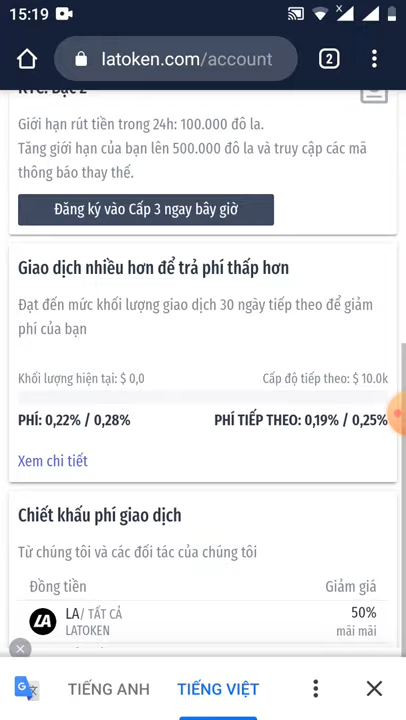 15:19
latoken.com/account
2
KYC: Bậc 2
Giới hạn rút tiền trong 24h: 100.000 đô la.
Tăng giới hạn của bạn lên 500.000 đô la và truy cập các mã
thông báo thay thế.
Đăng ký vào Cấp 3 ngay bây giờ
Giao dịch nhiều hơn để trả phí thấp hơn
Đạt đến mức khối lượng giao dịch 30 ngày tiếp theo để giảm
phí của bạn
Khối lượng hiện tại: $ 0,0
Cấp độ tiếp theo: $ 10.0k
PHÍ: 0,22% / 0,28%
PHÍ TIẾP THEO: 0,19% / 0,25%
Xem chi tiết
Chiết khấu phí giao dịch
Từ chúng tôi và các đối tác của chúng tôi
Đồng tiền
Giảm giá
LA/ TẤT CẢ
50%
LATOKEN
mãi mãi
TIẾNG ANH
TIẾNG VIỆT